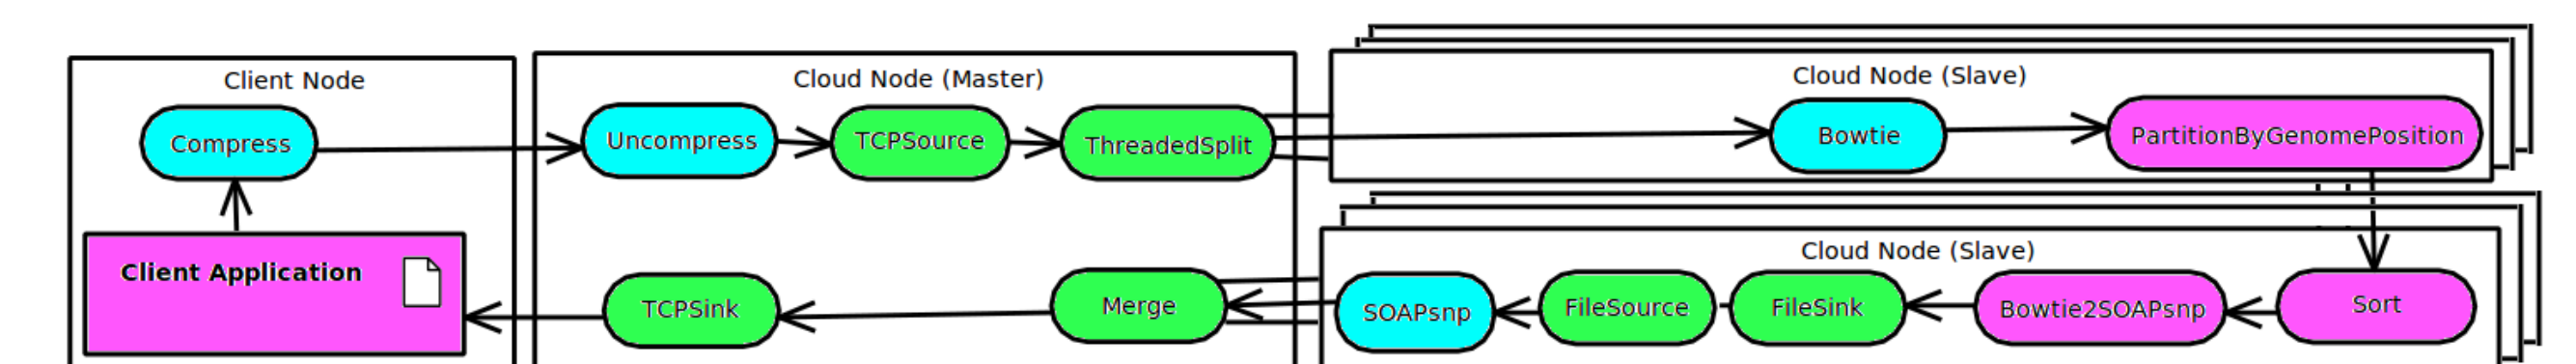 Client Node
Cloud Node (Master)
Cloud Node (Slave)
Compress
Uncompress
TCPSource
ThreadedSplit
Bowtie
PartitionByGenomePosition
Cloud Node (Slave)
Client Application
TCPSink
Merge
SOAPsnp
FileSource
FileSink
Bowtie2SOAPsnp
Sort